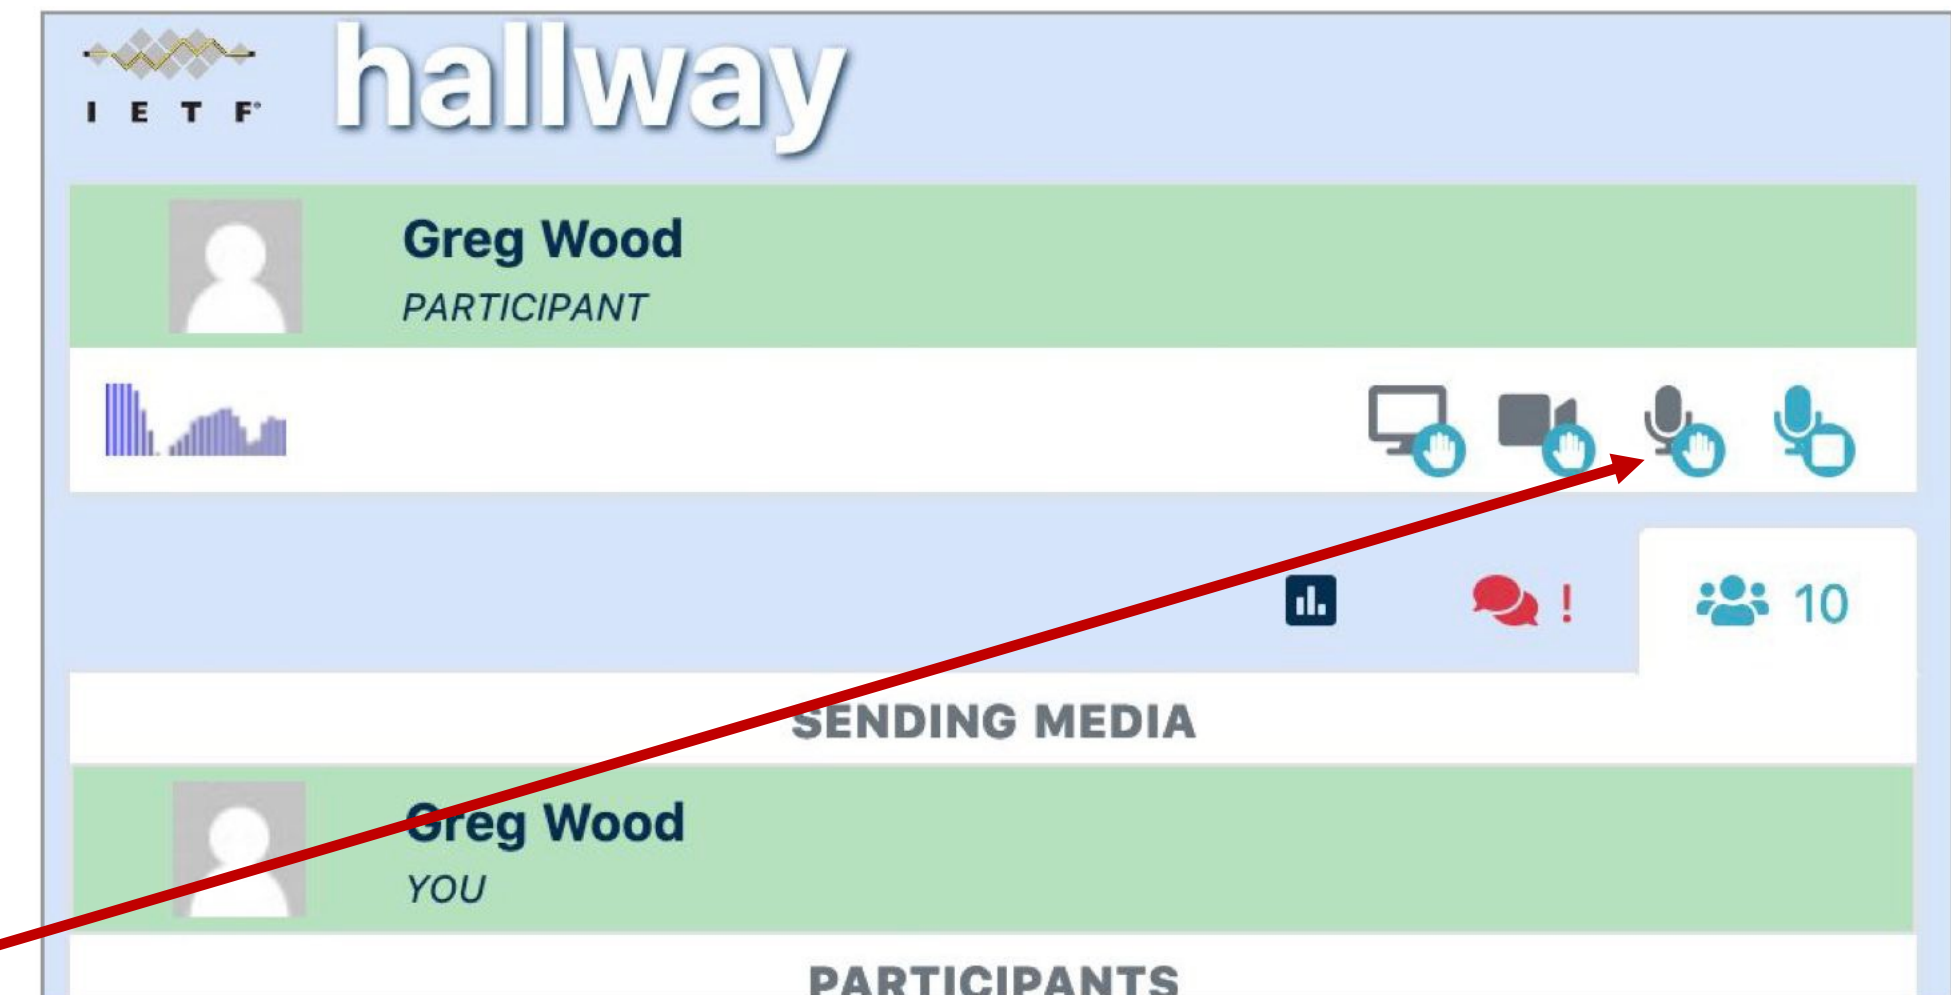 hallway
I E T F®
Greg Wood
PARTICIPANT
!
10
SENDING MEDIA
Greg Wood
YOU
PARTICIPANTS